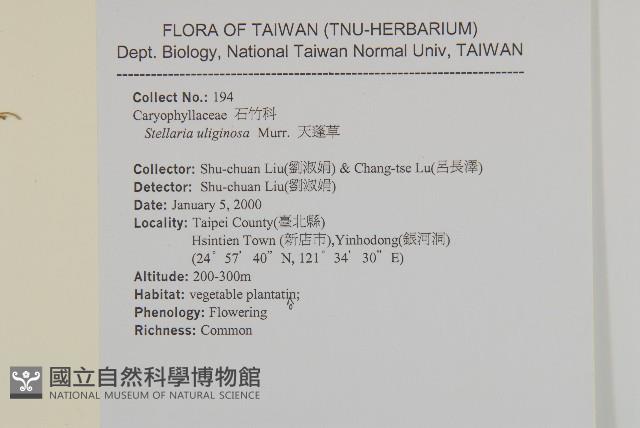 FLORA OF TAIWAN (TNU-HERBARIUM)
Dept. Biology, National Taiwan Normal Univ, TAIWAN
Collect No.: 194
Caryophyllaceae 石竹科
Stellaria uliginosa Murr. 天蓬草
Collector: Shu-chuan Liu(劉淑娟) & Chang-tse Lu(呂長澤)
Detector: Shu-chuan Liu(劉淑娟)
Date: January 5, 2000
Locality: Taipei County(臺北縣)
Hsintien Town (新店市),Yinhodong(銀河洞)
(24°57'40"N, 121°34'30"E)
Altitude: 200-300m
Habitat: vegetable plantatin;
Phenology: Flowering
Richness: Common
國立自然科學博物館
NATIONAL MUSEUM OF NATURAL SCIENCE